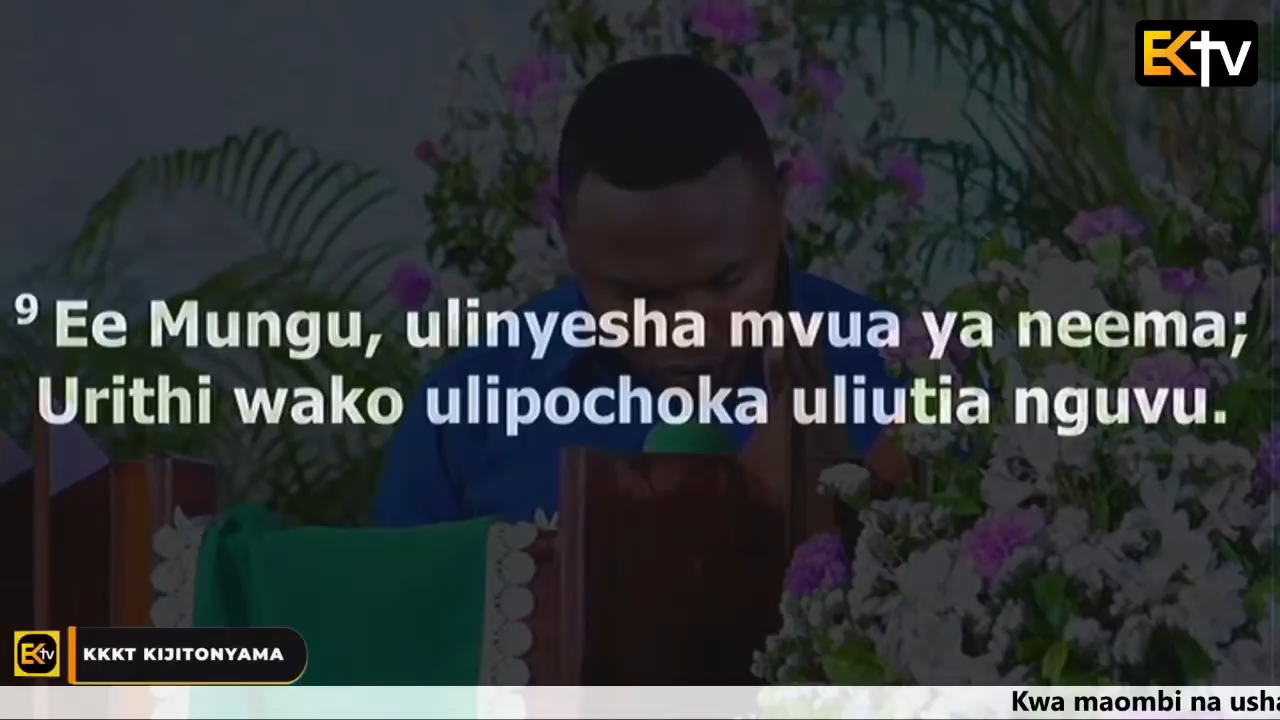 EKtv
9 Ee Mungu, ulinyesha mvua ya neema;
Urithi wako ulipochoka uliutia nguvu.
EKtv KKKT KIJITONYAMA
Kwa maombi na